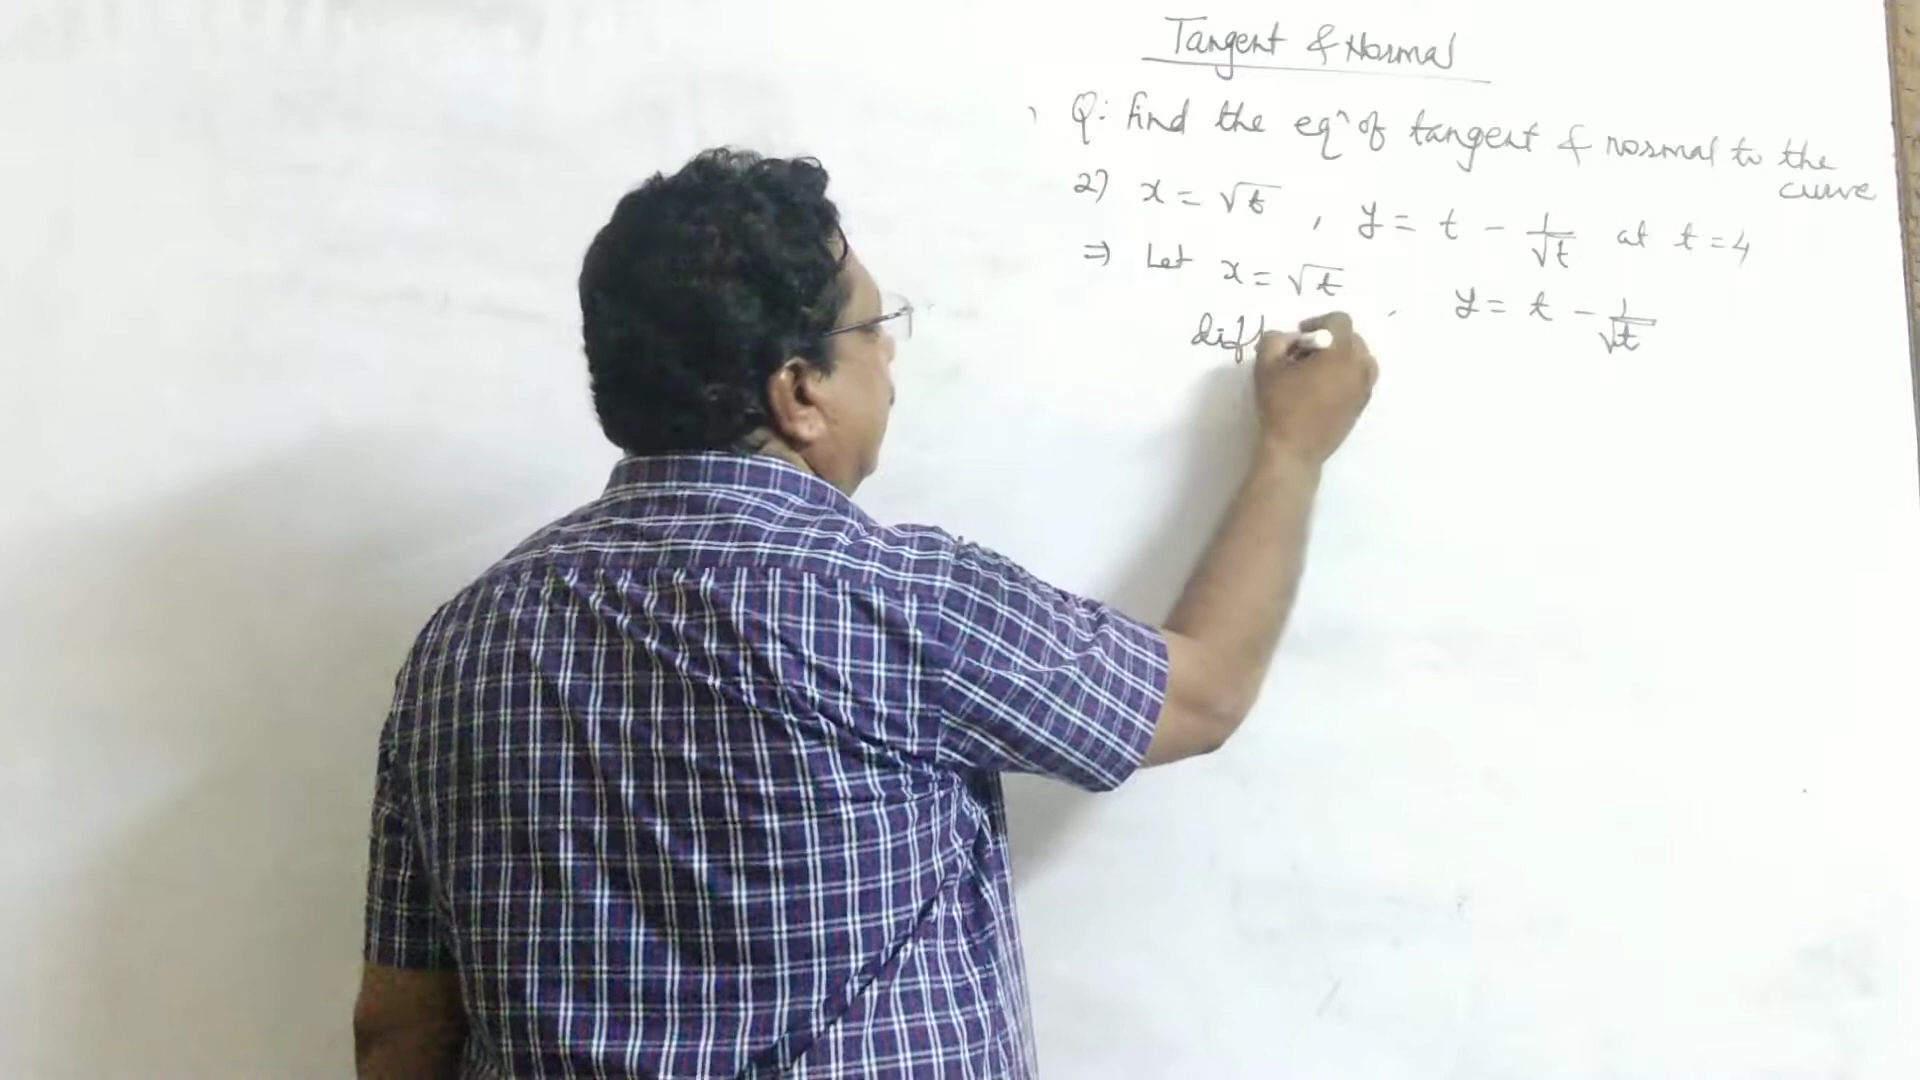 Tangent & Normal
Q: find the eqⁿ of tangent & normal to the curve
2) x = √t , y = t - 1/√t at t = 4
⇒ Let x = √t , y = t - 1/√t
diff